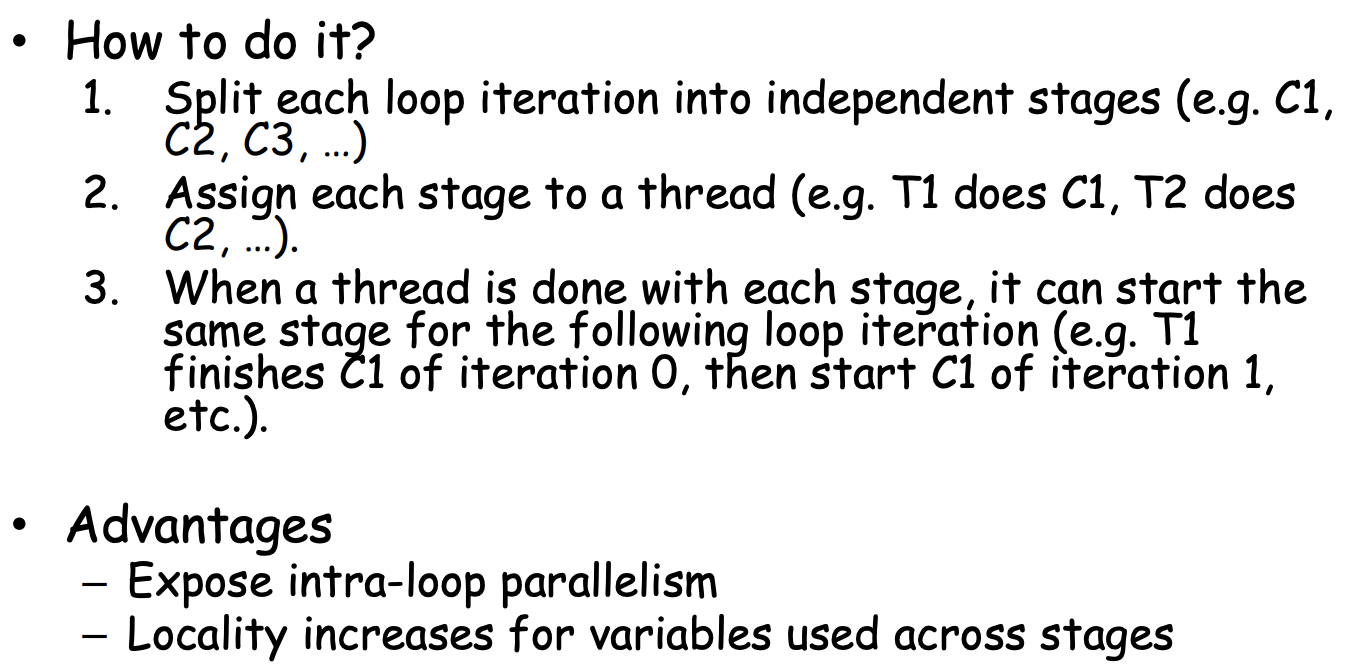 • How to do it?
1. Split each loop iteration into independent stages (e.g. C1,
C2, C3, …)
2. Assign each stage to a thread (e.g. T1 does C1, T2 does
C2, …).
3. When a thread is done with each stage, it can start the
same stage for the following loop iteration (e.g. T1
finishes C1 of iteration 0, then start C1 of iteration 1,
etc.).
• Advantages
– Expose intra-loop parallelism
– Locality increases for variables used across stages